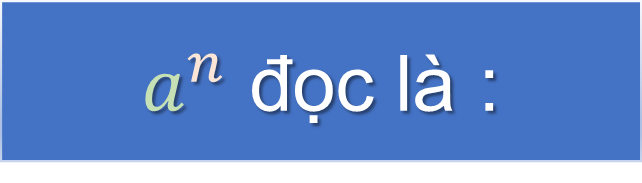 aⁿ đọc là :